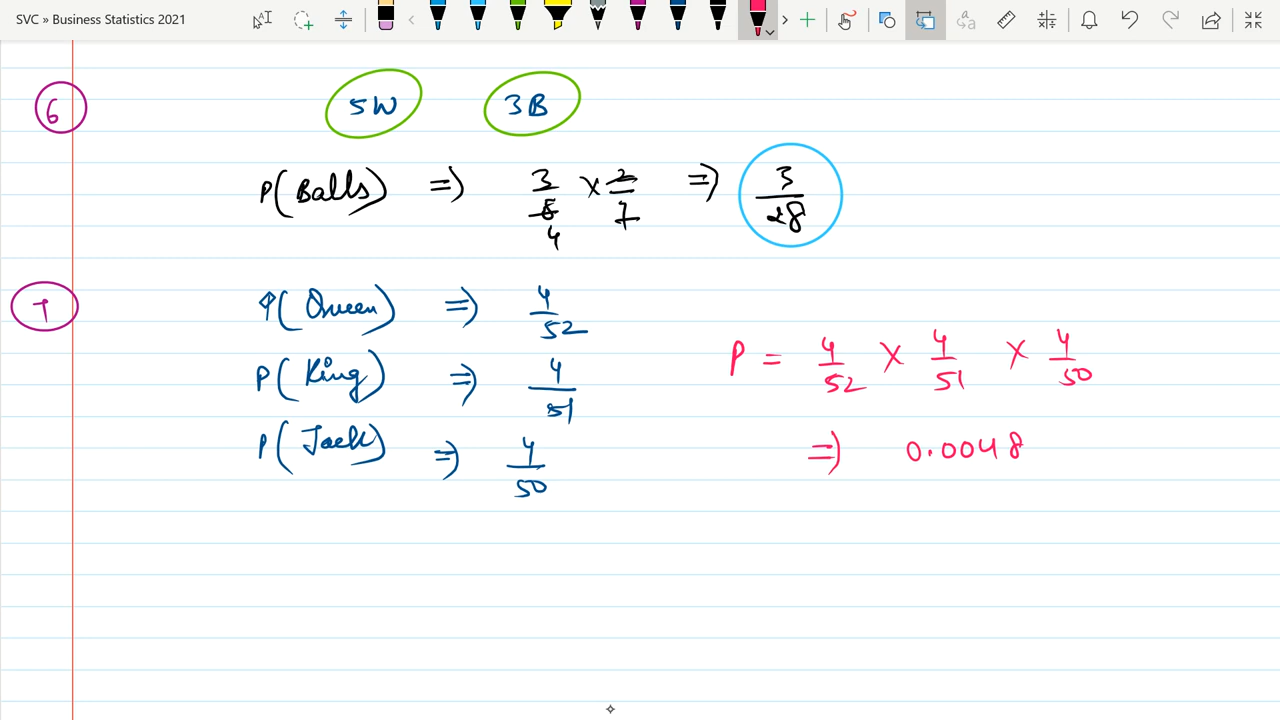 SVC » Business Statistics 2021
6
5W 3B
P(Balls) ⇒ 3/8 × 2/7 ⇒ 3/28
4
7
P(Queen) ⇒ 4/52
P(King) ⇒ 4/51
P(Jack) ⇒ 4/50
P = 4/52 × 4/51 × 4/50
⇒ 0.0048